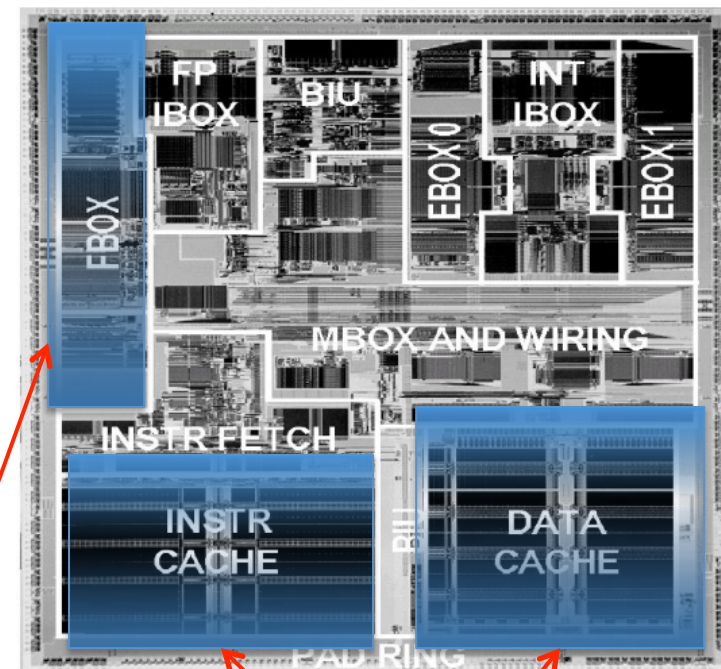 FP
IBOX
BIU
INT
IBOX
EBOX 0
EBOX 1
FBOX
MBOX AND WIRING
INSTR FETCH
INSTR
CACHE
BIU
DATA
CACHE
PAD RING